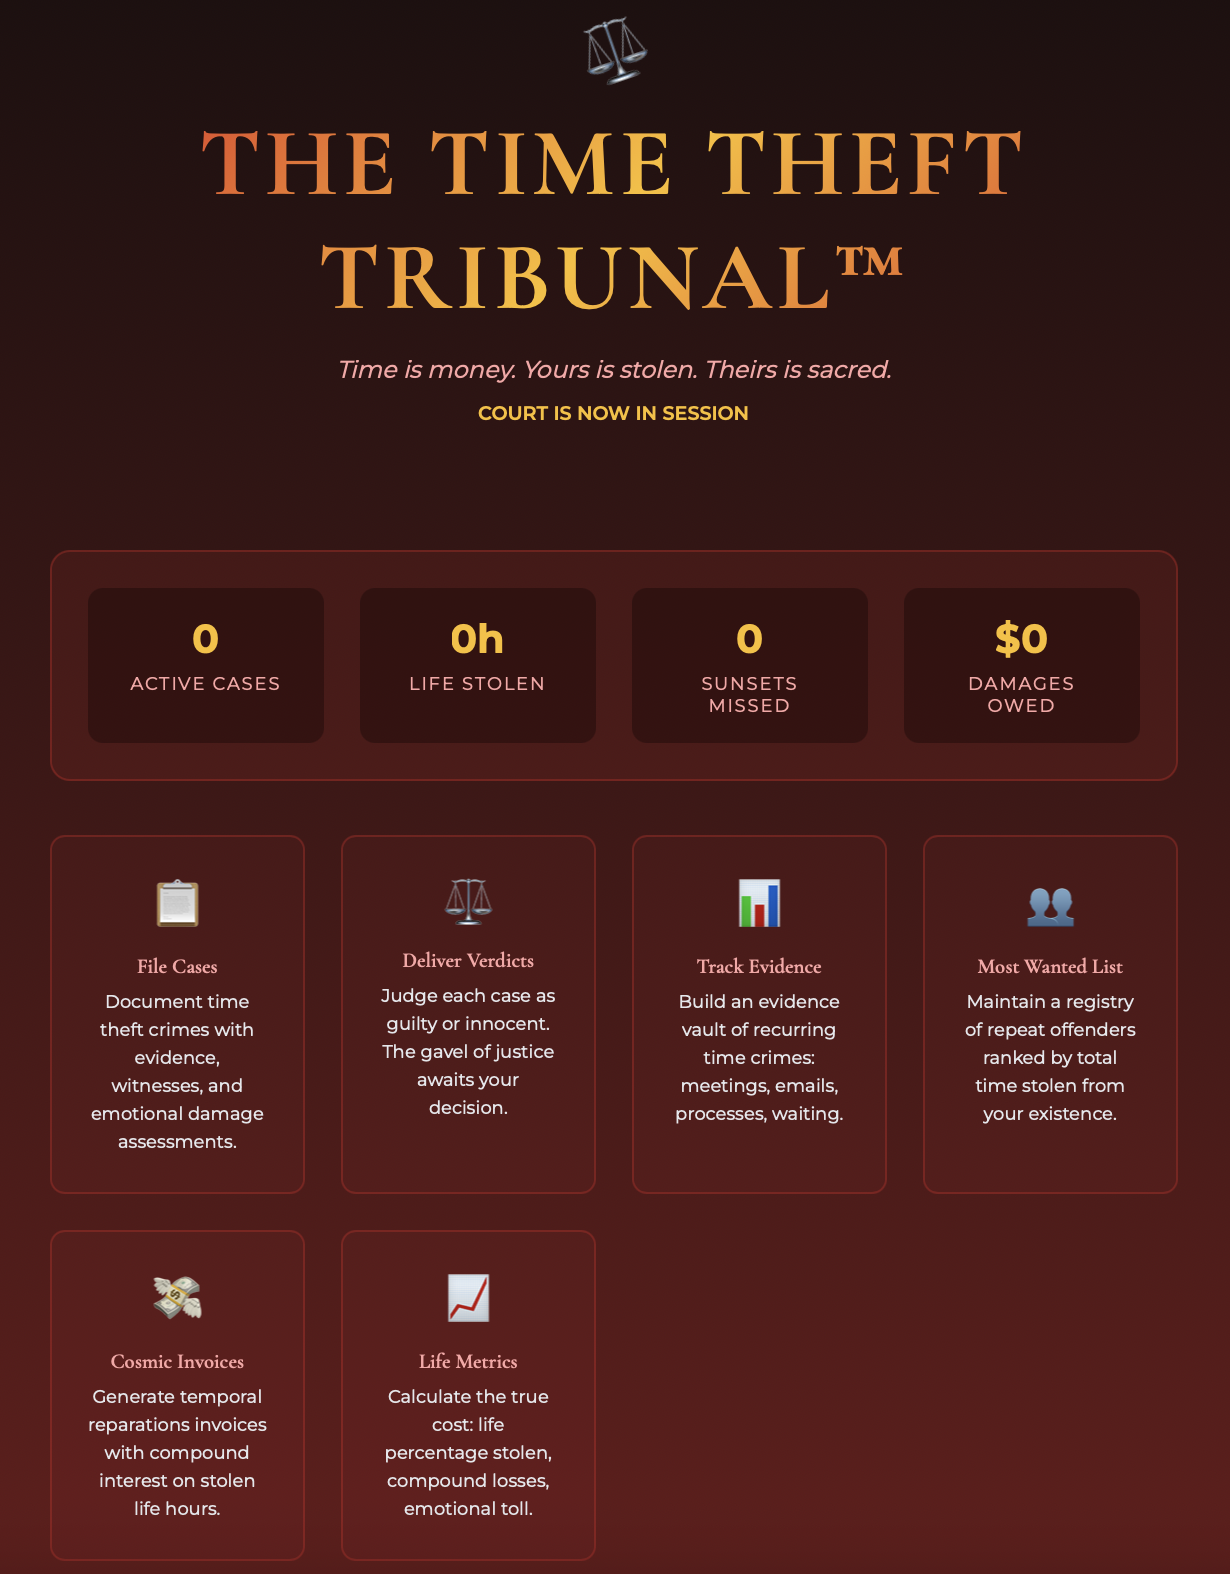 THE TIME THEFT
TRIBUNAL™
Time is money. Yours is stolen. Theirs is sacred.
COURT IS NOW IN SESSION
0
ACTIVE CASES
0h
LIFE STOLEN
0
SUNSETS
MISSED
$0
DAMAGES
OWED
File Cases
Document time
theft crimes with
evidence,
witnesses, and
emotional damage
assessments.
Deliver Verdicts
Judge each case as
guilty or innocent.
The gavel of justice
awaits your
decision.
Track Evidence
Build an evidence
vault of recurring
time crimes:
meetings, emails,
processes, waiting.
Most Wanted List
Maintain a registry
of repeat offenders
ranked by total
time stolen from
your existence.
Cosmic Invoices
Generate temporal
reparations invoices
with compound
interest on stolen
life hours.
Life Metrics
Calculate the true
cost: life
percentage stolen,
compound losses,
emotional toll.